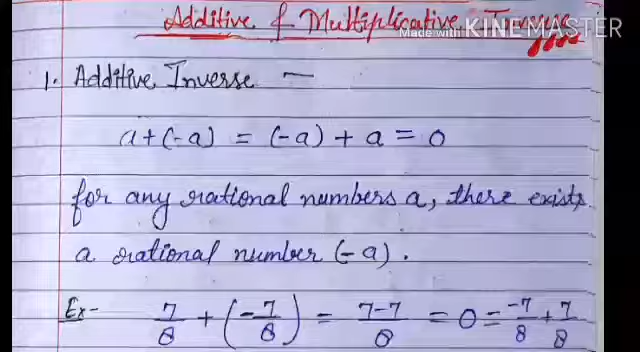 Additive & Multiplicative Inverse
Made with KINEMASTER
1. Additive Inverse —
a+(-a) = (-a) + a = 0
for any rational numbers a, there exists
a rational number (-a).
Ex- 7/8 + (-7/8) = 7-7/8 = 0 = -7/8 + 7/8